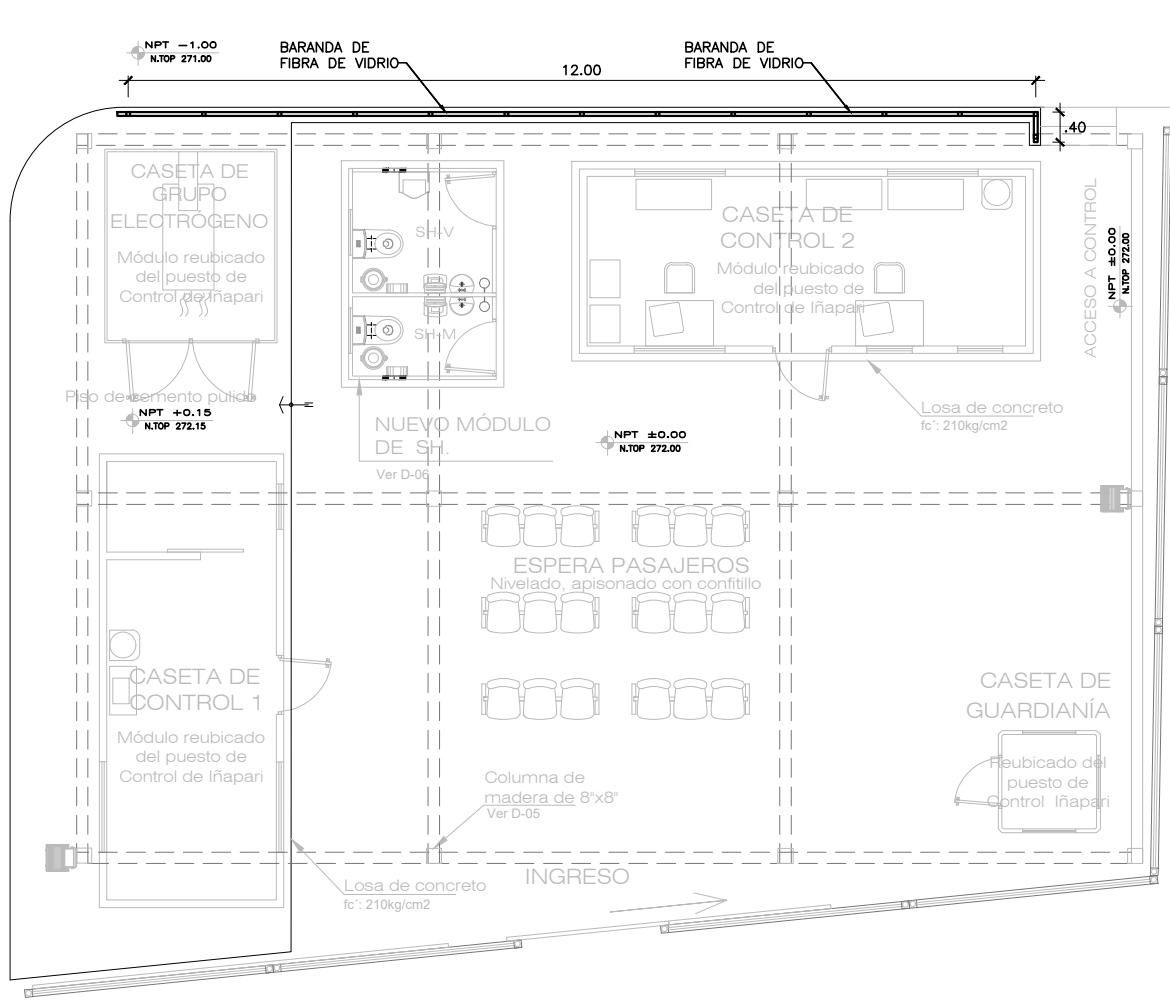 NPT −1.00
N.TOP 271.00
BARANDA DE
FIBRA DE VIDRIO
12.00
BARANDA DE
FIBRA DE VIDRIO
.40
CASETA DE
GRUPO
ELECTRÓGENO
Módulo reubicado
del puesto de
Control de Iñapari
SH-V
SH-M
CASETA DE
CONTROL 2
Módulo reubicado
del puesto de
Control de Iñapari
ACCESO A CONTROL
NPT ±0.00
N.TOP 272.00
Piso de cemento pulido
NPT +0.15
N.TOP 272.15
NUEVO MÓDULO
DE SH.
Ver D-06
NPT ±0.00
N.TOP 272.00
Losa de concreto
fc´: 210kg/cm2
ESPERA PASAJEROS
Nivelado, apisonado con confitillo
CASETA DE
CONTROL 1
Módulo reubicado
del puesto de
Control de Iñapari
CASETA DE
GUARDIANÍA
Reubicado del
puesto de
Control Iñapari
Columna de
madera de 8"x8"
Ver D-05
Losa de concreto
fc´: 210kg/cm2
INGRESO